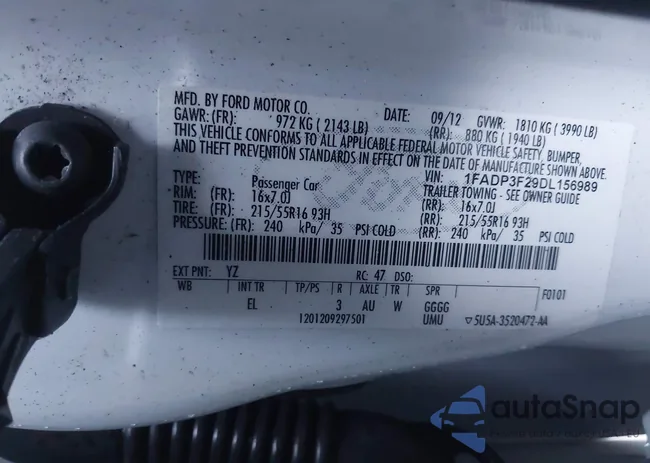 MFD. BY FORD MOTOR CO.
DATE: 09/12 GVWR: 1810 KG ( 3990 LB)
GAWR: (FR): 972 KG ( 2143 LB) (RR): 880 KG ( 1940 LB)
THIS VEHICLE CONFORMS TO ALL APPLICABLE FEDERAL MOTOR VEHICLE SAFETY, BUMPER,
AND THEFT PREVENTION STANDARDS IN EFFECT ON THE DATE OF MANUFACTURE SHOWN ABOVE.
VIN: 1FADP3F29DL156989
TYPE: Passenger Car TRAILER TOWING - SEE OWNER GUIDE
RIM: (FR): 16x7.0J (RR): 16x7.0J
TIRE: (FR): 215/55R16 93H (RR): 215/55R16 93H
PRESSURE: (FR): 240 kPa/ 35 PSI COLD (RR): 240 kPa/ 35 PSI COLD
EXT PNT: YZ RC: 47 DSO:
WB INT TR TP/PS R AXLE TR SPR F0101
EL 3 AU W GGGG
1201209297501 UMU ▽5U5A-3520472-AA
autaSnap